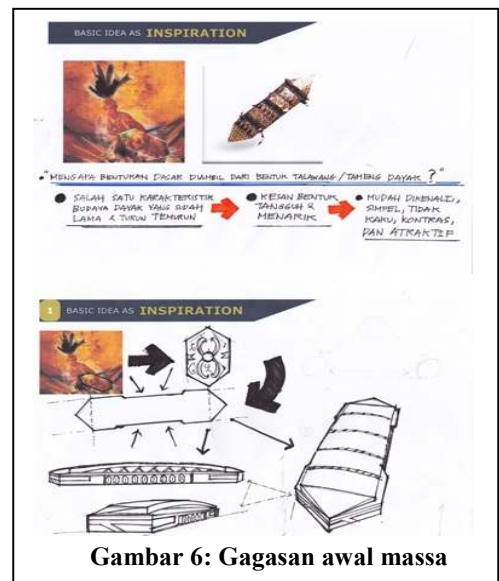 BASIC IDEA AS INSPIRATION
"MENGAPA BENTUKAN DASAR DIAMBIL DARI BENTUK TALAWANG / TAMENG DAYAK ?"
● SALAH SATU KARAKTERISTIK
BUDAYA DAYAK YANG SUDAH
LAMA & TURUN TEMURUN
● KESAN BENTUK
TANGGUH &
MENARIK
● MUDAH DIKENALI,
SIMPEL, TIDAK
KAKU, KONTRAS,
DAN ATRAKTIF
1 BASIC IDEA AS INSPIRATION
Gambar 6: Gagasan awal massa